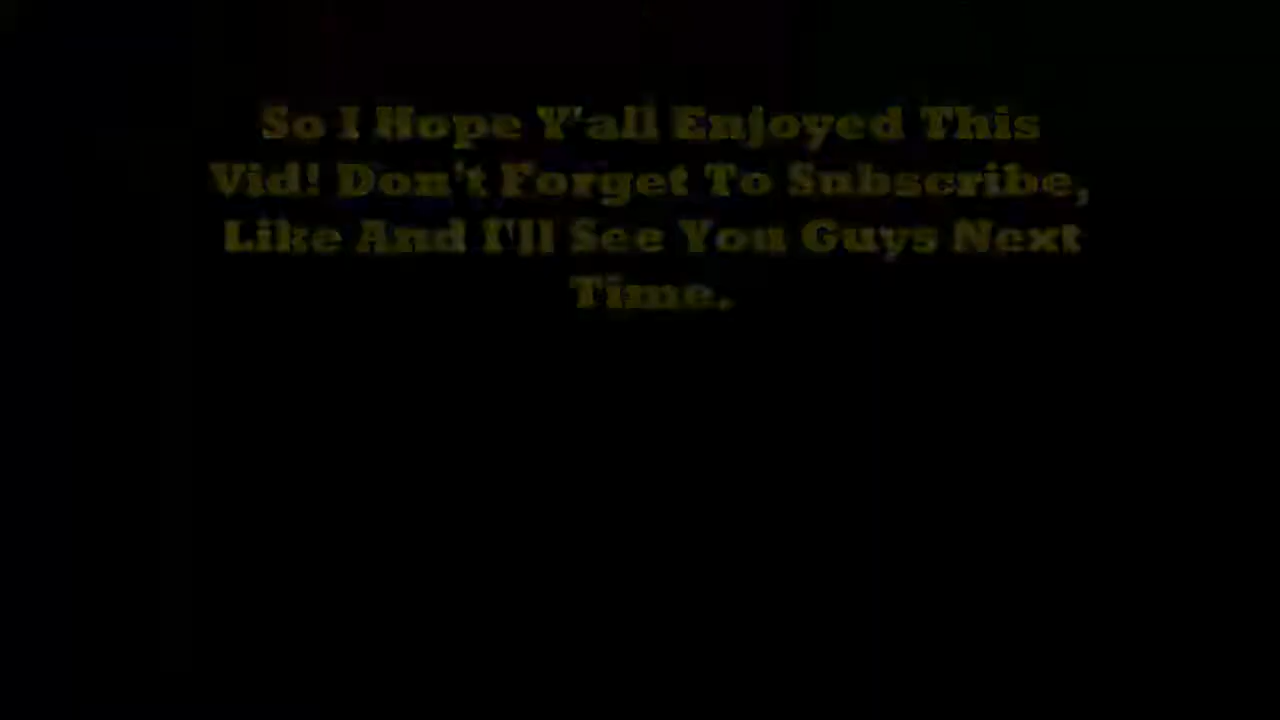 So I Hope Y'all Enjoyed This
Vid! Don't Forget To Subscribe,
Like And I'll See You Guys Next
Time.